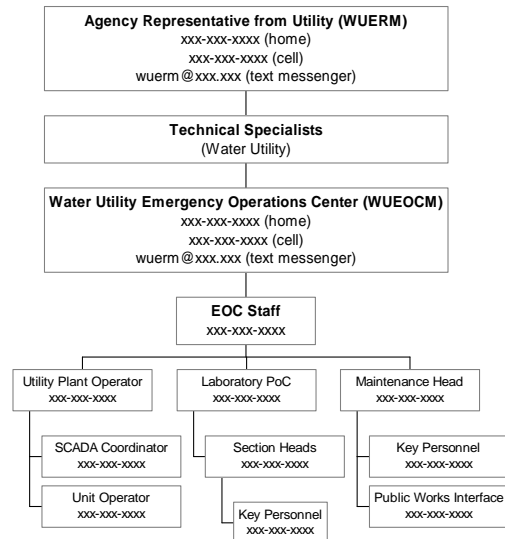 Agency Representative from Utility (WUERM)
xxx-xxx-xxxx (home)
xxx-xxx-xxxx (cell)
wuerm@xxx.xxx (text messenger)
Technical Specialists
(Water Utility)
Water Utility Emergency Operations Center (WUEOCM)
xxx-xxx-xxxx (home)
xxx-xxx-xxxx (cell)
wuerm@xxx.xxx (text messenger)
EOC Staff
xxx-xxx-xxxx
Utility Plant Operator
xxx-xxx-xxxx
Laboratory PoC
xxx-xxx-xxxx
Maintenance Head
xxx-xxx-xxxx
SCADA Coordinator
xxx-xxx-xxxx
Section Heads
xxx-xxx-xxxx
Key Personnel
xxx-xxx-xxxx
Unit Operator
xxx-xxx-xxxx
Key Personnel
xxx-xxx-xxxx
Public Works Interface
xxx-xxx-xxxx